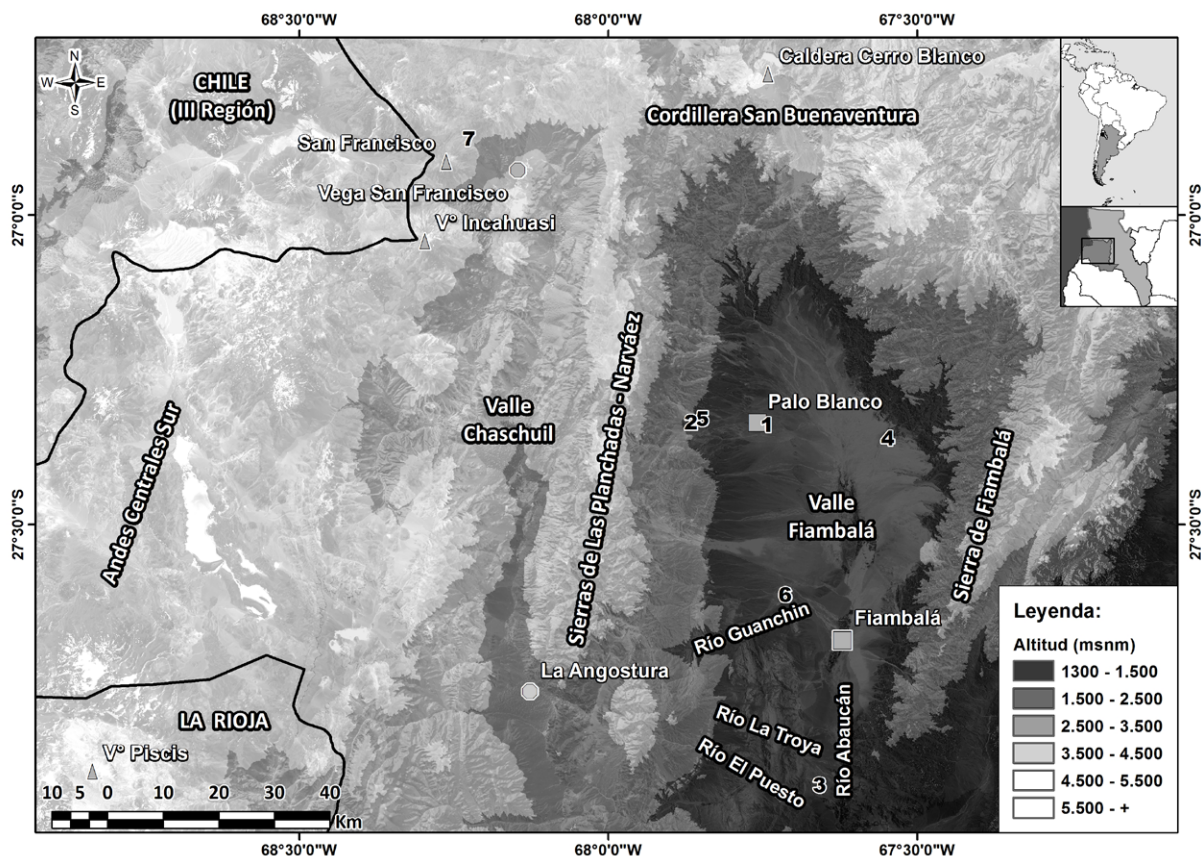 68°30'0"W 68°0'0"W 67°30'0"W
N
W E
S
CHILE
(III Región)
Caldera Cerro Blanco
Cordillera San Buenaventura
San Francisco
7
Vega San Francisco
V° Incahuasi
27°0'0"S
27°0'0"S
Valle
Chaschuil
Sierras de Las Planchadas - Narváez
Palo Blanco
2 5
1
4
Andes Centrales Sur
Valle
Fiambalá
Sierra de Fiambalá
27°30'0"S
27°30'0"S
6
Río Guanchin
Fiambalá
La Angostura
LA RIOJA
V° Piscis
Río La Troya
Río El Puesto
3
Río Abaucán
10 5 0 10 20 30 40
Km
Leyenda:
Altitud (msnm)
1300 - 1.500
1.500 - 2.500
2.500 - 3.500
3.500 - 4.500
4.500 - 5.500
5.500 - +
68°30'0"W 68°0'0"W 67°30'0"W